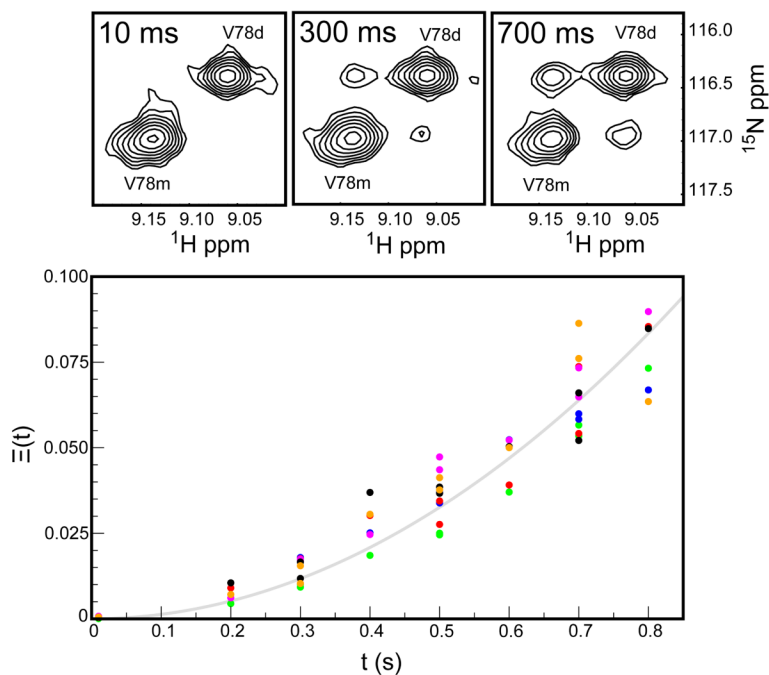 10 ms
V78d
V78m
300 ms
V78d
V78m
700 ms
V78d
V78m
116.0
116.5
117.0
117.5
15N ppm
9.15 9.10 9.05
9.15 9.10 9.05
9.15 9.10 9.05
1H ppm
1H ppm
1H ppm
0.100
0.075
0.050
0.025
0
Ξ(t)
0 0.1 0.2 0.3 0.4 0.5 0.6 0.7 0.8
t (s)